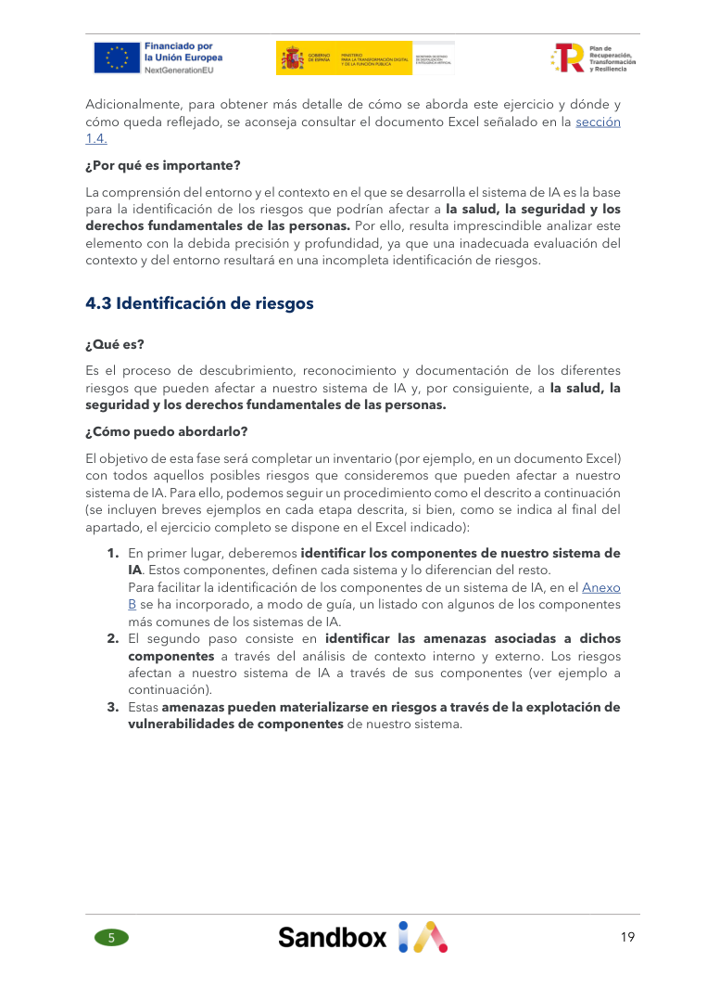 Financiado por
la Unión Europea
NextGenerationEU
GOBIERNO
DE ESPAÑA
MINISTERIO
PARA LA TRANSFORMACIÓN DIGITAL
Y DE LA FUNCIÓN PÚBLICA
SECRETARÍA DE ESTADO
DE DIGITALIZACIÓN
E INTELIGENCIA ARTIFICIAL
Plan de
Recuperación,
Transformación
y Resiliencia
Adicionalmente, para obtener más detalle de cómo se aborda este ejercicio y dónde y
cómo queda reflejado, se aconseja consultar el documento Excel señalado en la sección
1.4.
¿Por qué es importante?
La comprensión del entorno y el contexto en el que se desarrolla el sistema de IA es la base
para la identificación de los riesgos que podrían afectar a la salud, la seguridad y los
derechos fundamentales de las personas. Por ello, resulta imprescindible analizar este
elemento con la debida precisión y profundidad, ya que una inadecuada evaluación del
contexto y del entorno resultará en una incompleta identificación de riesgos.
4.3 Identificación de riesgos
¿Qué es?
Es el proceso de descubrimiento, reconocimiento y documentación de los diferentes
riesgos que pueden afectar a nuestro sistema de IA y, por consiguiente, a la salud, la
seguridad y los derechos fundamentales de las personas.
¿Cómo puedo abordarlo?
El objetivo de esta fase será completar un inventario (por ejemplo, en un documento Excel)
con todos aquellos posibles riesgos que consideremos que pueden afectar a nuestro
sistema de IA. Para ello, podemos seguir un procedimiento como el descrito a continuación
(se incluyen breves ejemplos en cada etapa descrita, si bien, como se indica al final del
apartado, el ejercicio completo se dispone en el Excel indicado):
1. En primer lugar, deberemos identificar los componentes de nuestro sistema de
IA. Estos componentes, definen cada sistema y lo diferencian del resto.
Para facilitar la identificación de los componentes de un sistema de IA, en el Anexo
B se ha incorporado, a modo de guía, un listado con algunos de los componentes
más comunes de los sistemas de IA.
2. El segundo paso consiste en identificar las amenazas asociadas a dichos
componentes a través del análisis de contexto interno y externo. Los riesgos
afectan a nuestro sistema de IA a través de sus componentes (ver ejemplo a
continuación).
3. Estas amenazas pueden materializarse en riesgos a través de la explotación de
vulnerabilidades de componentes de nuestro sistema.
5
Sandbox IA
19